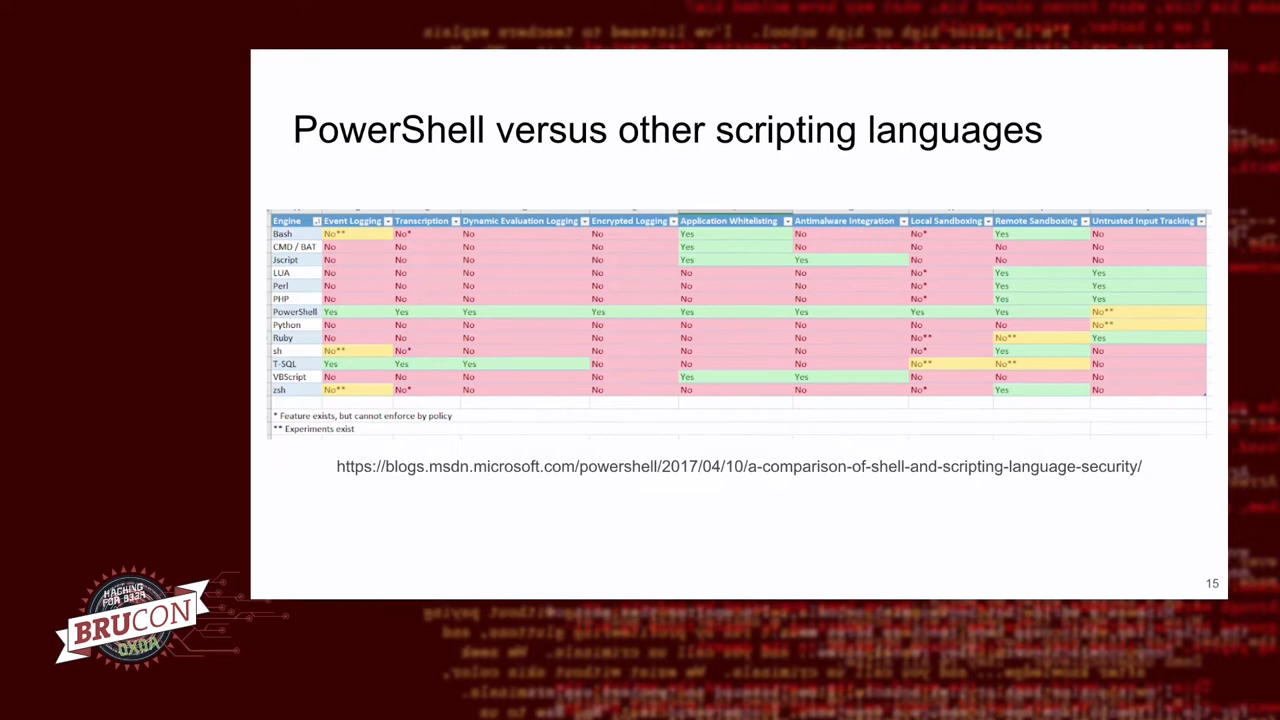 PowerShell versus other scripting languages
Engine Event Logging Transcription Dynamic Evaluation Logging Encrypted Logging Application Whitelisting Antimalware Integration Local Sandboxing Remote Sandboxing Untrusted Input Tracking
Bash No** No* No No Yes No No* Yes No
CMD / BAT No No No No Yes No No No No
Jscript No No No No Yes Yes No No No
LUA No No No No No No No* Yes Yes
Perl No No No No No No No* Yes Yes
PHP No No No No No No No* Yes Yes
PowerShell Yes Yes Yes Yes Yes Yes Yes Yes No**
Python No No No No No No No No No**
Ruby No No No No No No No** No** Yes
sh No** No* No No No No No* Yes No
T-SQL Yes Yes Yes No No No No** No** No
VBScript No No No No Yes Yes No No No
zsh No** No* No No No No No* Yes No
* Feature exists, but cannot enforce by policy
** Experiments exist
https://blogs.msdn.microsoft.com/powershell/2017/04/10/a-comparison-of-shell-and-scripting-language-security/
15
HACKING
FOR B33R
BRUCON
0X0A